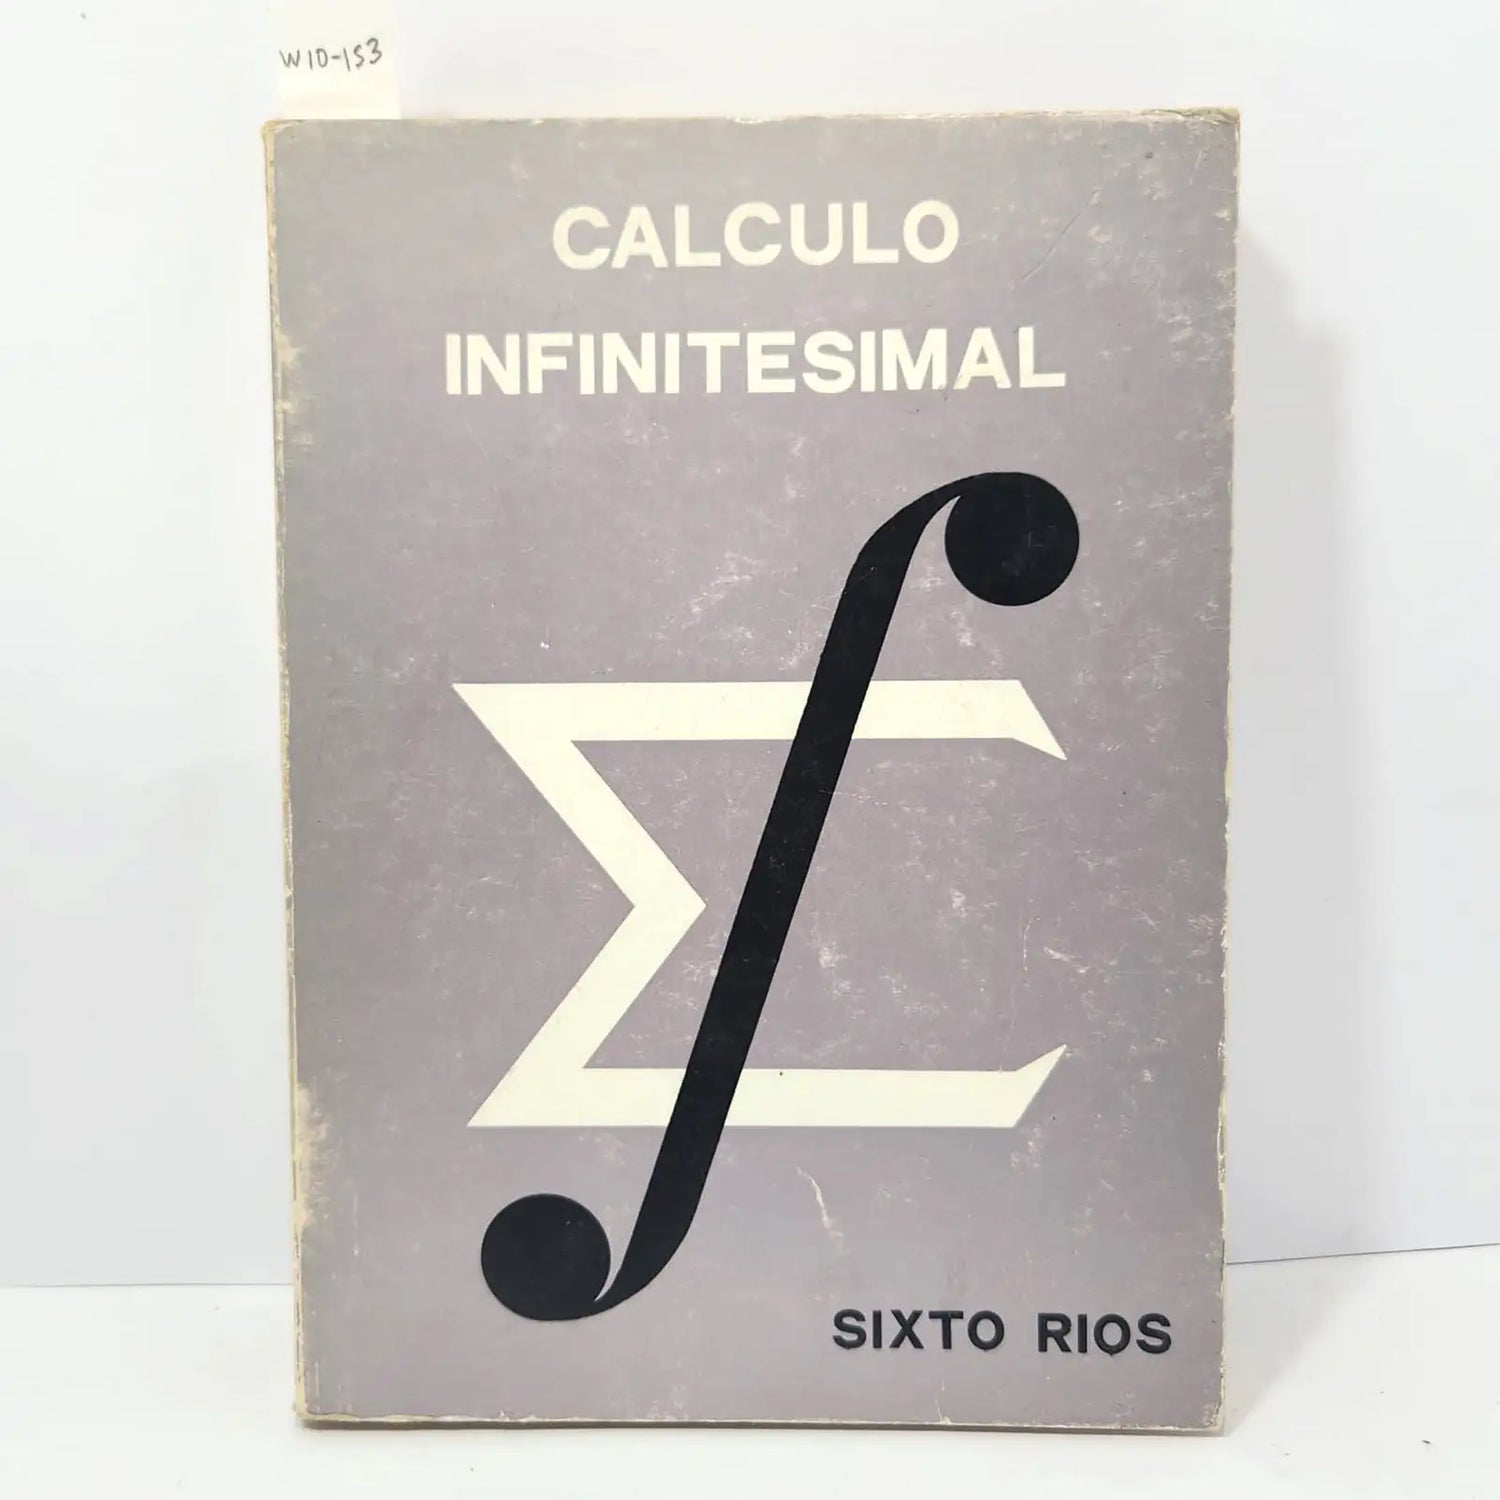 W10-153
CALCULO
INFINITESIMAL
∑
∫
SIXTO RIOS